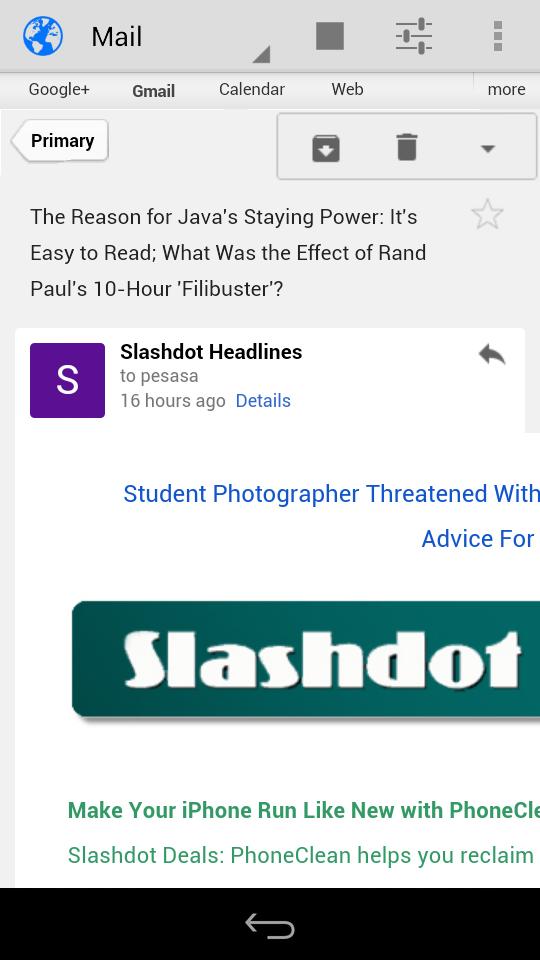 Mail
Google+ Gmail Calendar Web more
Primary
The Reason for Java's Staying Power: It's
Easy to Read; What Was the Effect of Rand
Paul's 10-Hour 'Filibuster'?
S
Slashdot Headlines
to pesasa
16 hours ago Details
Student Photographer Threatened With
Advice For
Slashdot
Make Your iPhone Run Like New with PhoneCle
Slashdot Deals: PhoneClean helps you reclaim